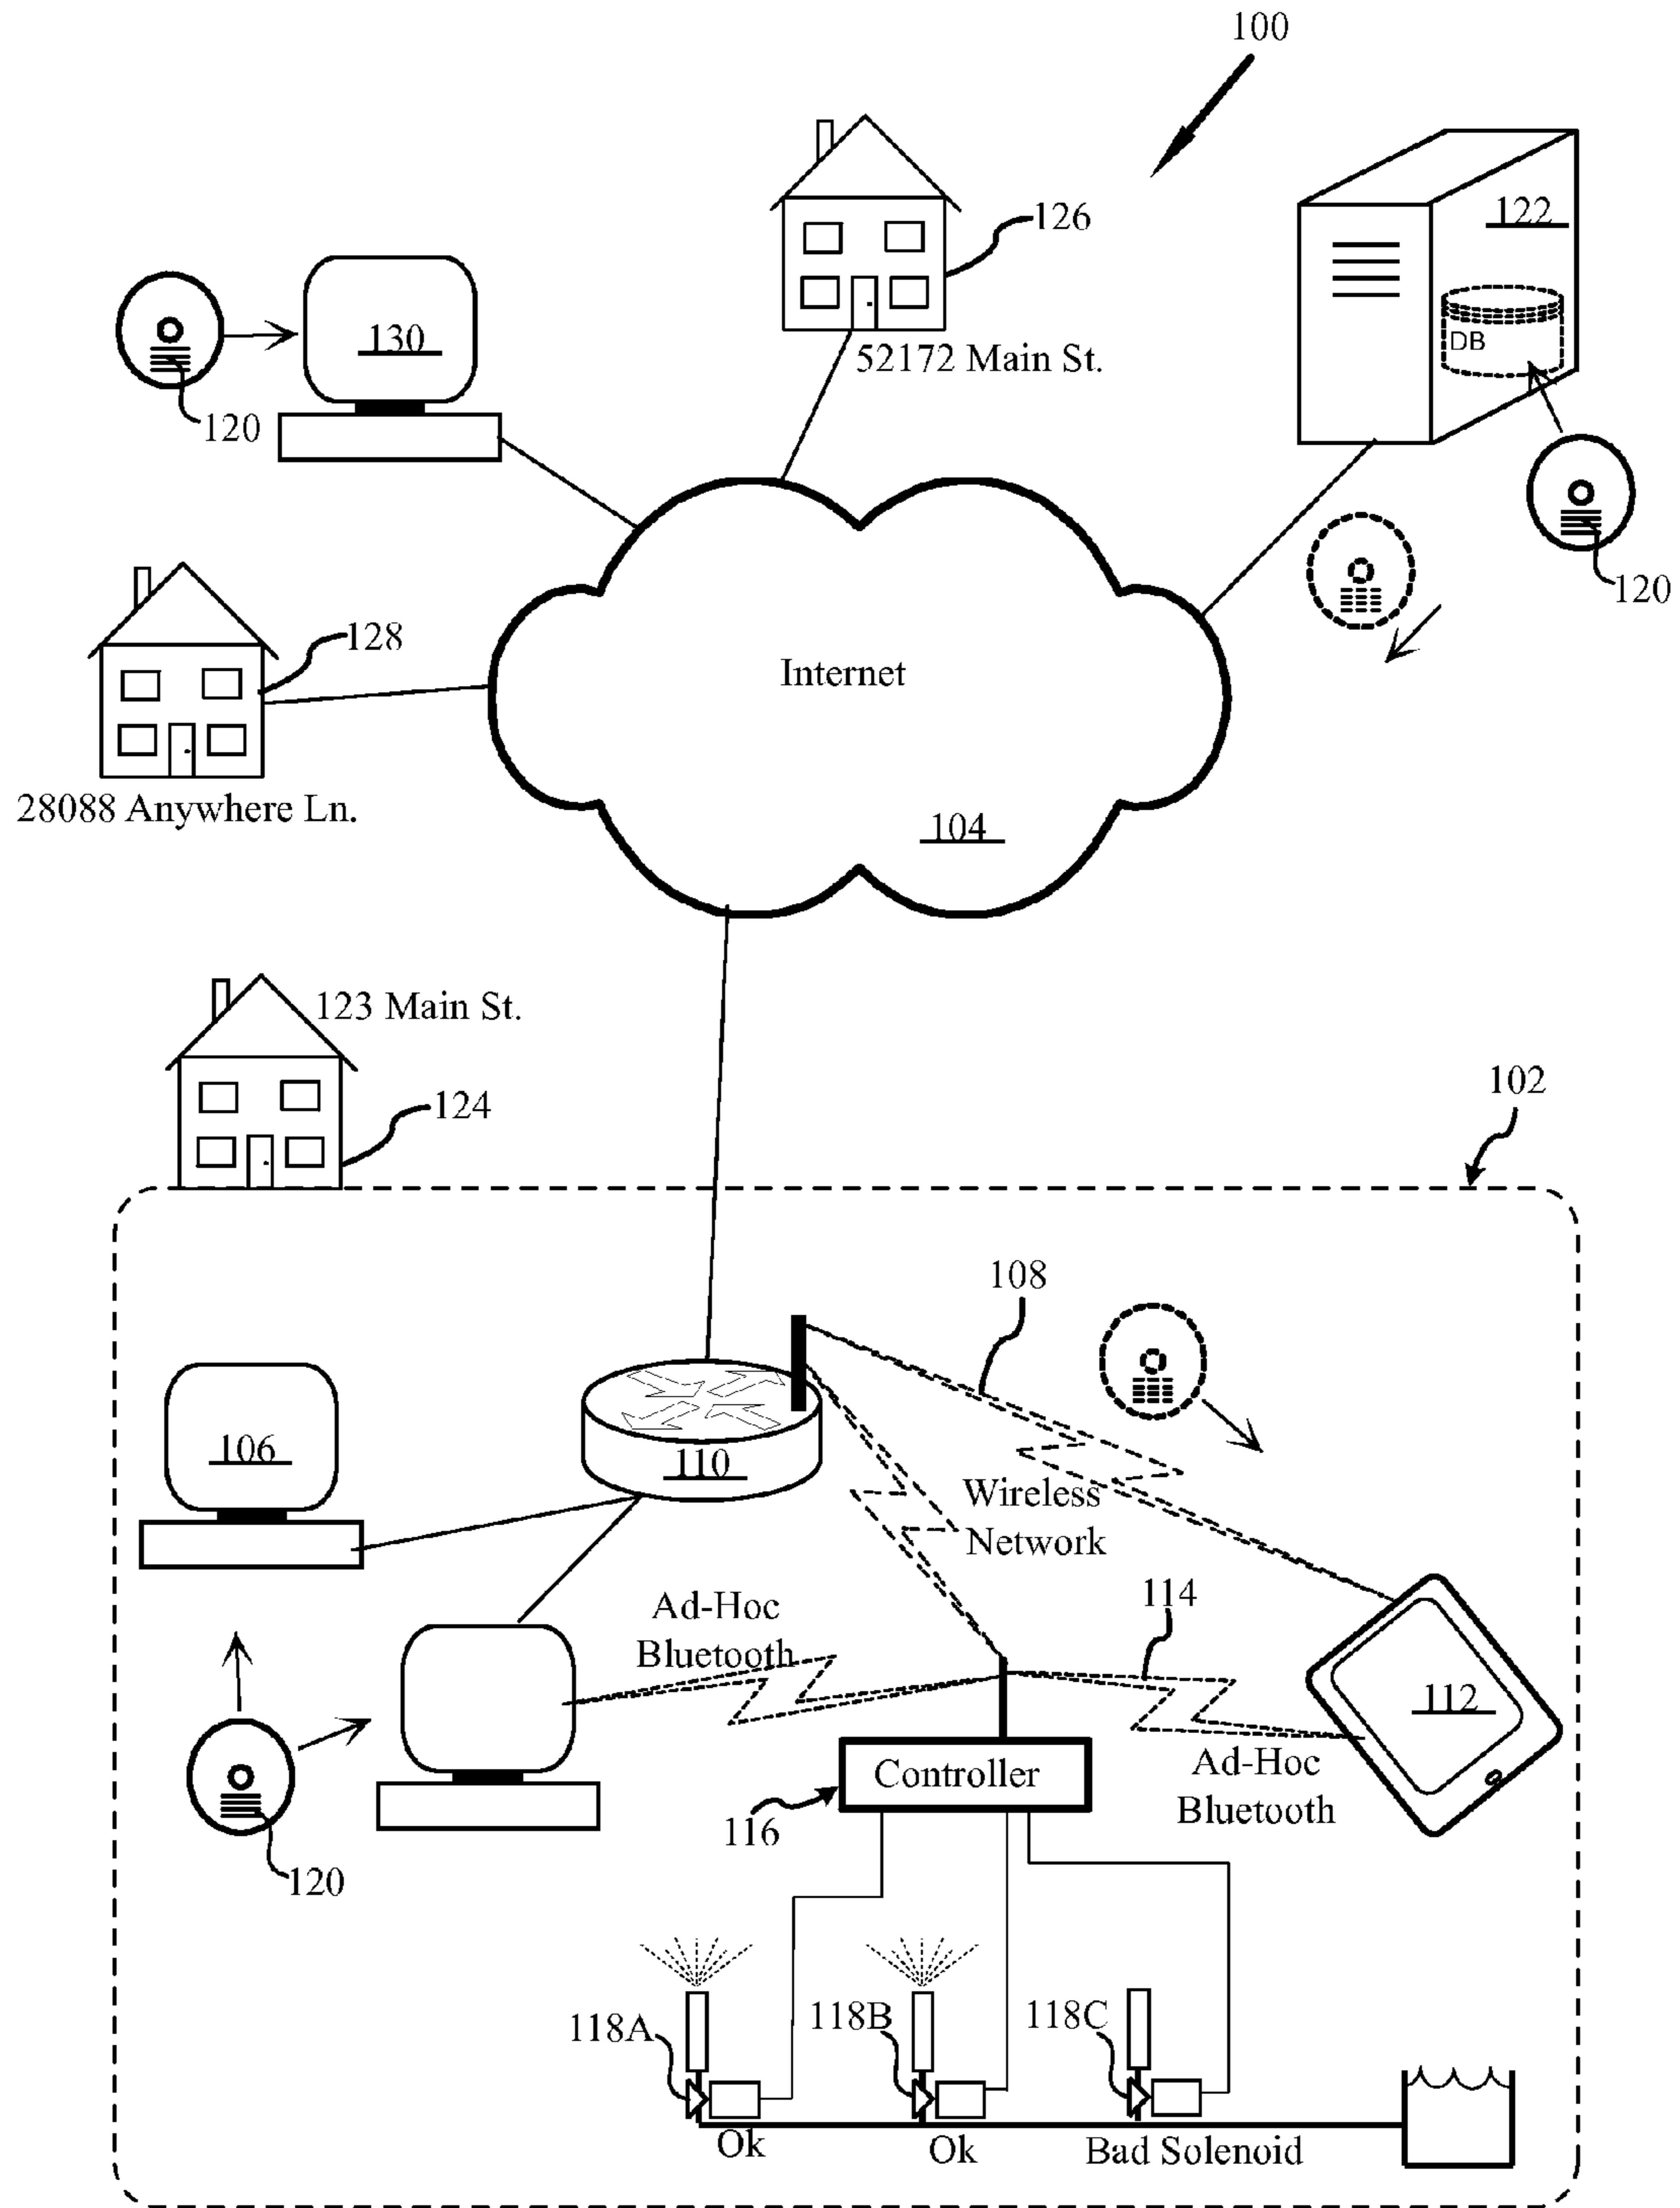 100
126
122
130
DB
52172 Main St.
120
120
128
Internet
28088 Anywhere Ln.
104
123 Main St.
102
124
108
106
110
Wireless
Network
114
Ad-Hoc
Bluetooth
112
Controller
Ad-Hoc
Bluetooth
116
120
118A
118B
118C
Ok
Ok
Bad Solenoid